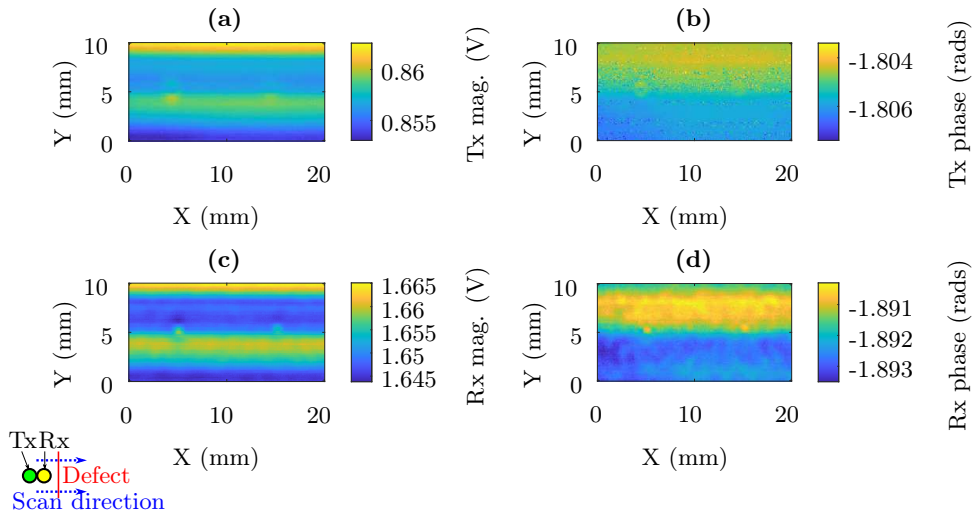 (a)
10
5
0
0
10
20
Y (mm)
X (mm)
0.86
0.855
Tx mag. (V)
(b)
10
5
0
0
10
20
Y (mm)
X (mm)
-1.804
-1.806
Tx phase (rads)
(c)
10
5
0
0
10
20
Y (mm)
X (mm)
1.665
1.66
1.655
1.65
1.645
Rx mag. (V)
(d)
10
5
0
0
10
20
Y (mm)
X (mm)
-1.891
-1.892
-1.893
Rx phase (rads)
TxRx
Defect
Scan direction